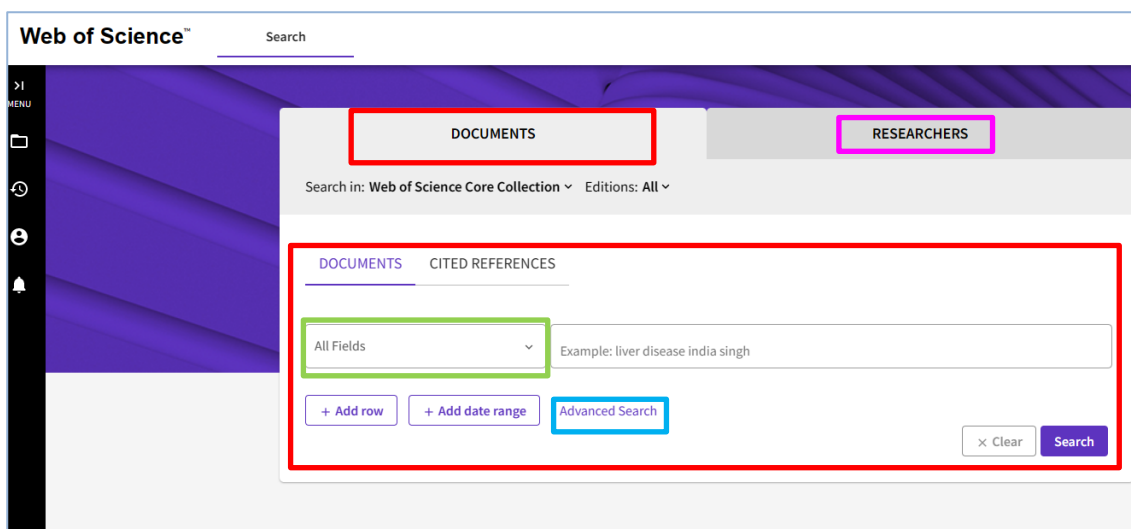 Web of Science™ Search
MENU
DOCUMENTS RESEARCHERS
Search in: Web of Science Core Collection Editions: All
DOCUMENTS CITED REFERENCES
All Fields Example: liver disease india singh
+ Add row + Add date range Advanced Search
× Clear Search